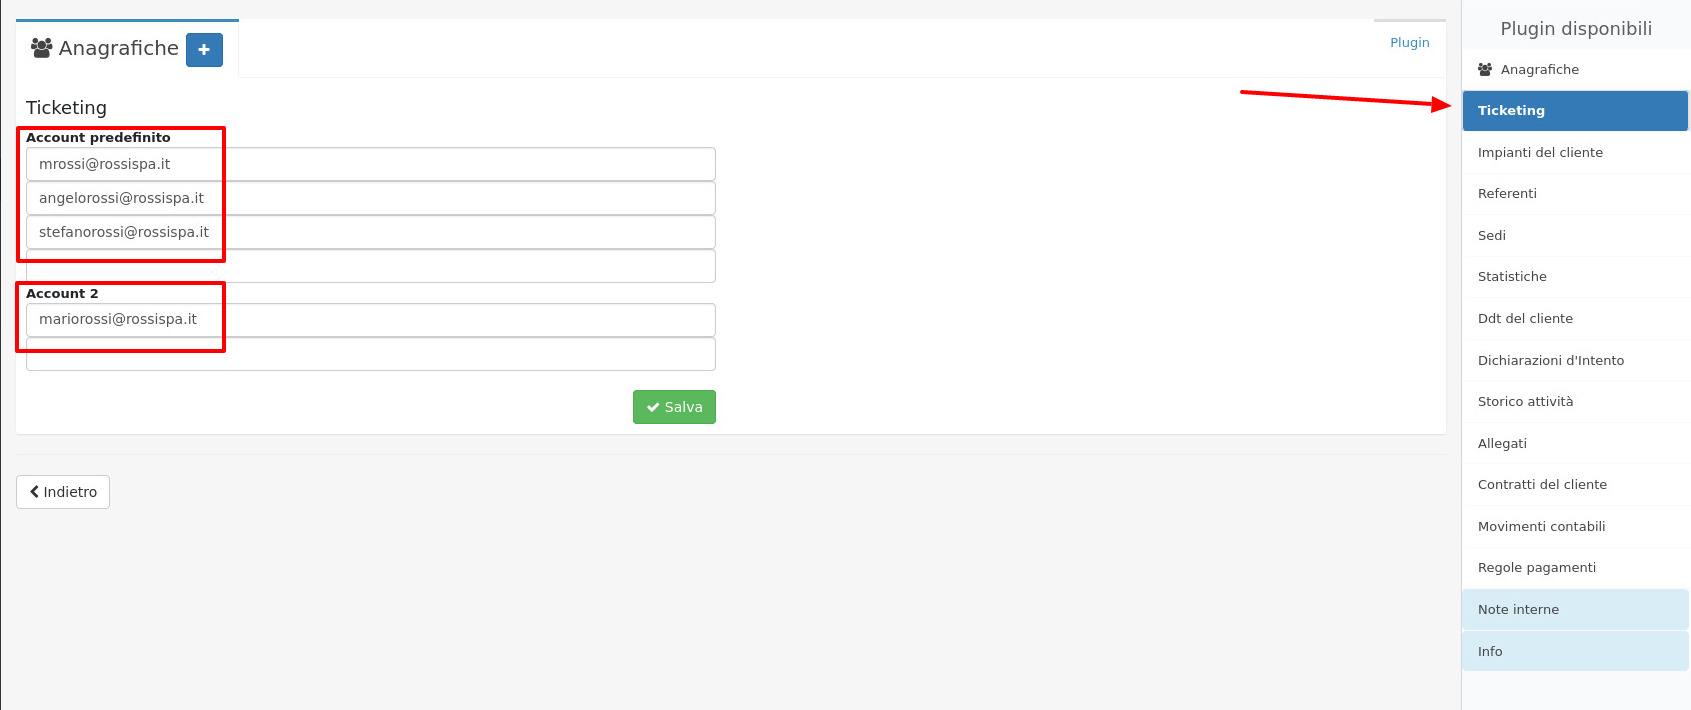 Anagrafiche
Plugin
Ticketing
Account predefinito
mrossi@rossispa.it
angelorossi@rossispa.it
stefanorossi@rossispa.it
Account 2
mariorossi@rossispa.it
Salva
Indietro
Plugin disponibili
Anagrafiche
Ticketing
Impianti del cliente
Referenti
Sedi
Statistiche
Ddt del cliente
Dichiarazioni d'Intento
Storico attività
Allegati
Contratti del cliente
Movimenti contabili
Regole pagamenti
Note interne
Info